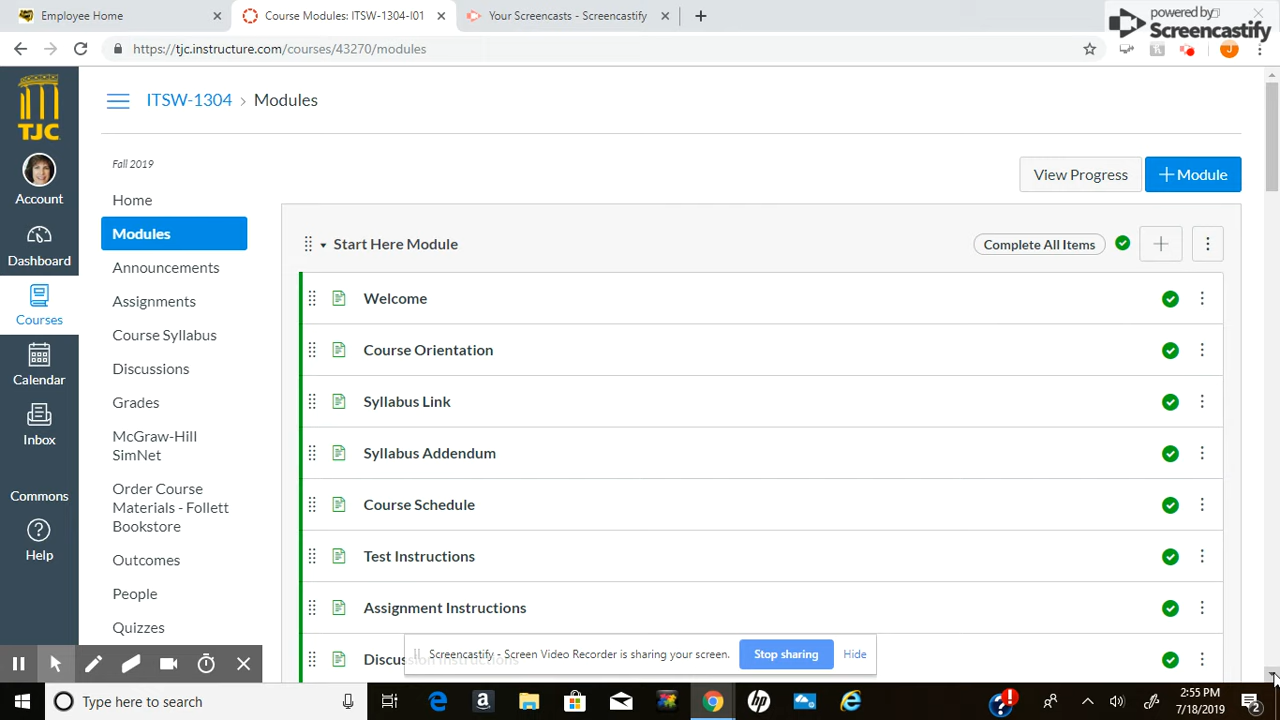 Employee Home
Course Modules: ITSW-1304-I01
Your Screencasts - Screencastify
powered by
Screencastify
https://tjc.instructure.com/courses/43270/modules
J
TJC
ITSW-1304 › Modules
Fall 2019
View Progress
+ Module
Account
Dashboard
Courses
Calendar
Inbox
Commons
Help
Home
Modules
Announcements
Assignments
Course Syllabus
Discussions
Grades
McGraw-Hill
SimNet
Order Course
Materials - Follett
Bookstore
Outcomes
People
Quizzes
Start Here Module
Complete All Items
Welcome
Course Orientation
Syllabus Link
Syllabus Addendum
Course Schedule
Test Instructions
Assignment Instructions
Discussion Instructions
Screencastify - Screen Video Recorder is sharing your screen.
Stop sharing
Hide
Type here to search
2:55 PM
7/18/2019
2